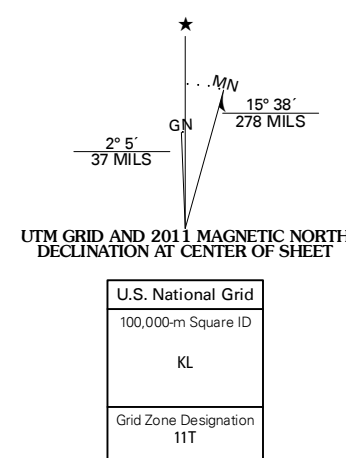 ★
MN
GN
15° 38´
278 MILS
2° 5´
37 MILS
UTM GRID AND 2011 MAGNETIC NORTH
DECLINATION AT CENTER OF SHEET
U.S. National Grid
100,000-m Square ID
KL
Grid Zone Designation
11T